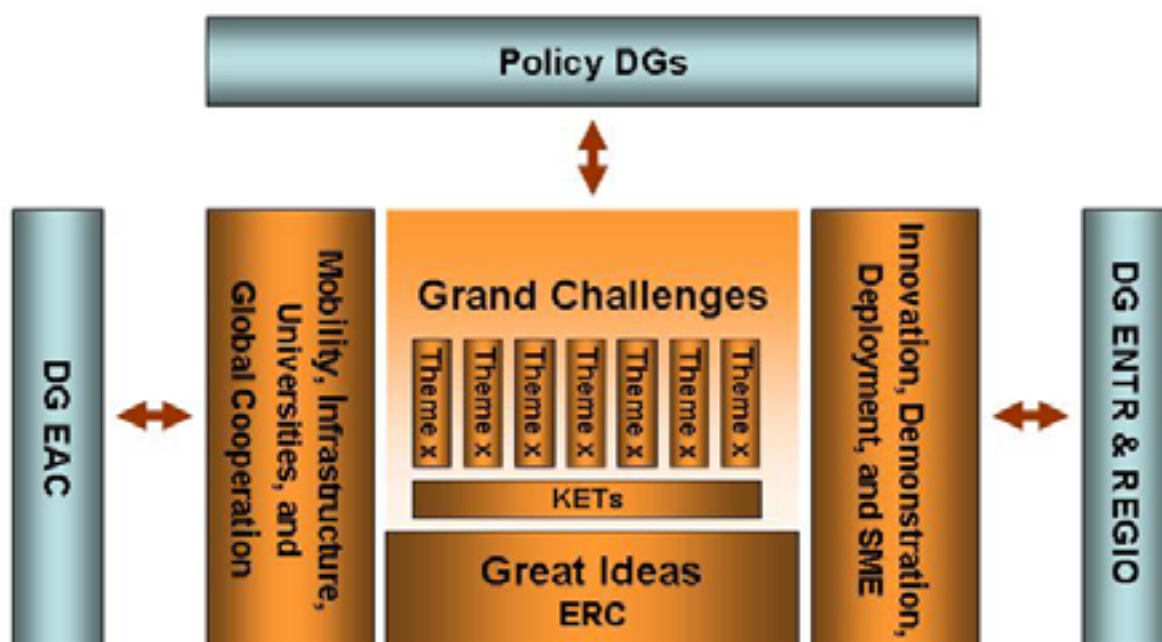 Policy DGs
DG EAC
Mobility, Infrastructure,
Universities, and
Global Cooperation
Grand Challenges
Theme x
Theme x
Theme x
Theme x
Theme x
Theme x
Theme x
KETs
Great Ideas
ERC
Innovation, Demonstration,
Deployment, and SME
DG ENTR & REGIO